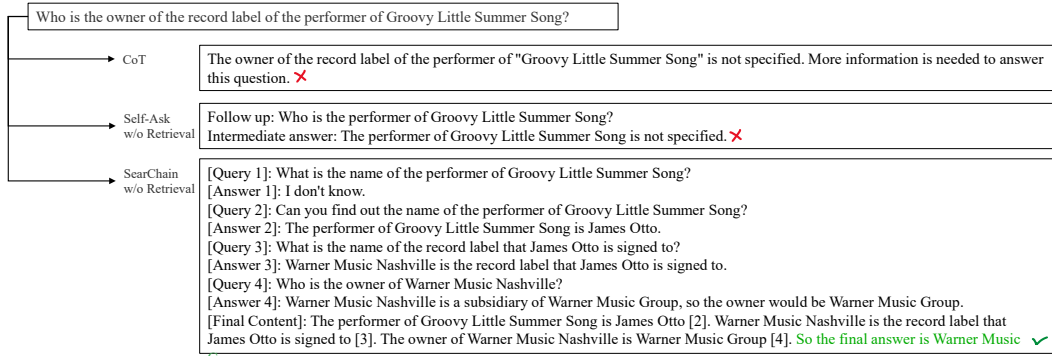 Who is the owner of the record label of the performer of Groovy Little Summer Song?
CoT
The owner of the record label of the performer of "Groovy Little Summer Song" is not specified. More information is needed to answer
this question.
Self-Ask
w/o Retrieval
Follow up: Who is the performer of Groovy Little Summer Song?
Intermediate answer: The performer of Groovy Little Summer Song is not specified.
SearChain
w/o Retrieval
[Query 1]: What is the name of the performer of Groovy Little Summer Song?
[Answer 1]: I don't know.
[Query 2]: Can you find out the name of the performer of Groovy Little Summer Song?
[Answer 2]: The performer of Groovy Little Summer Song is James Otto.
[Query 3]: What is the name of the record label that James Otto is signed to?
[Answer 3]: Warner Music Nashville is the record label that James Otto is signed to.
[Query 4]: Who is the owner of Warner Music Nashville?
[Answer 4]: Warner Music Nashville is a subsidiary of Warner Music Group, so the owner would be Warner Music Group.
[Final Content]: The performer of Groovy Little Summer Song is James Otto [2]. Warner Music Nashville is the record label that
James Otto is signed to [3]. The owner of Warner Music Nashville is Warner Music Group [4]. So the final answer is Warner Music